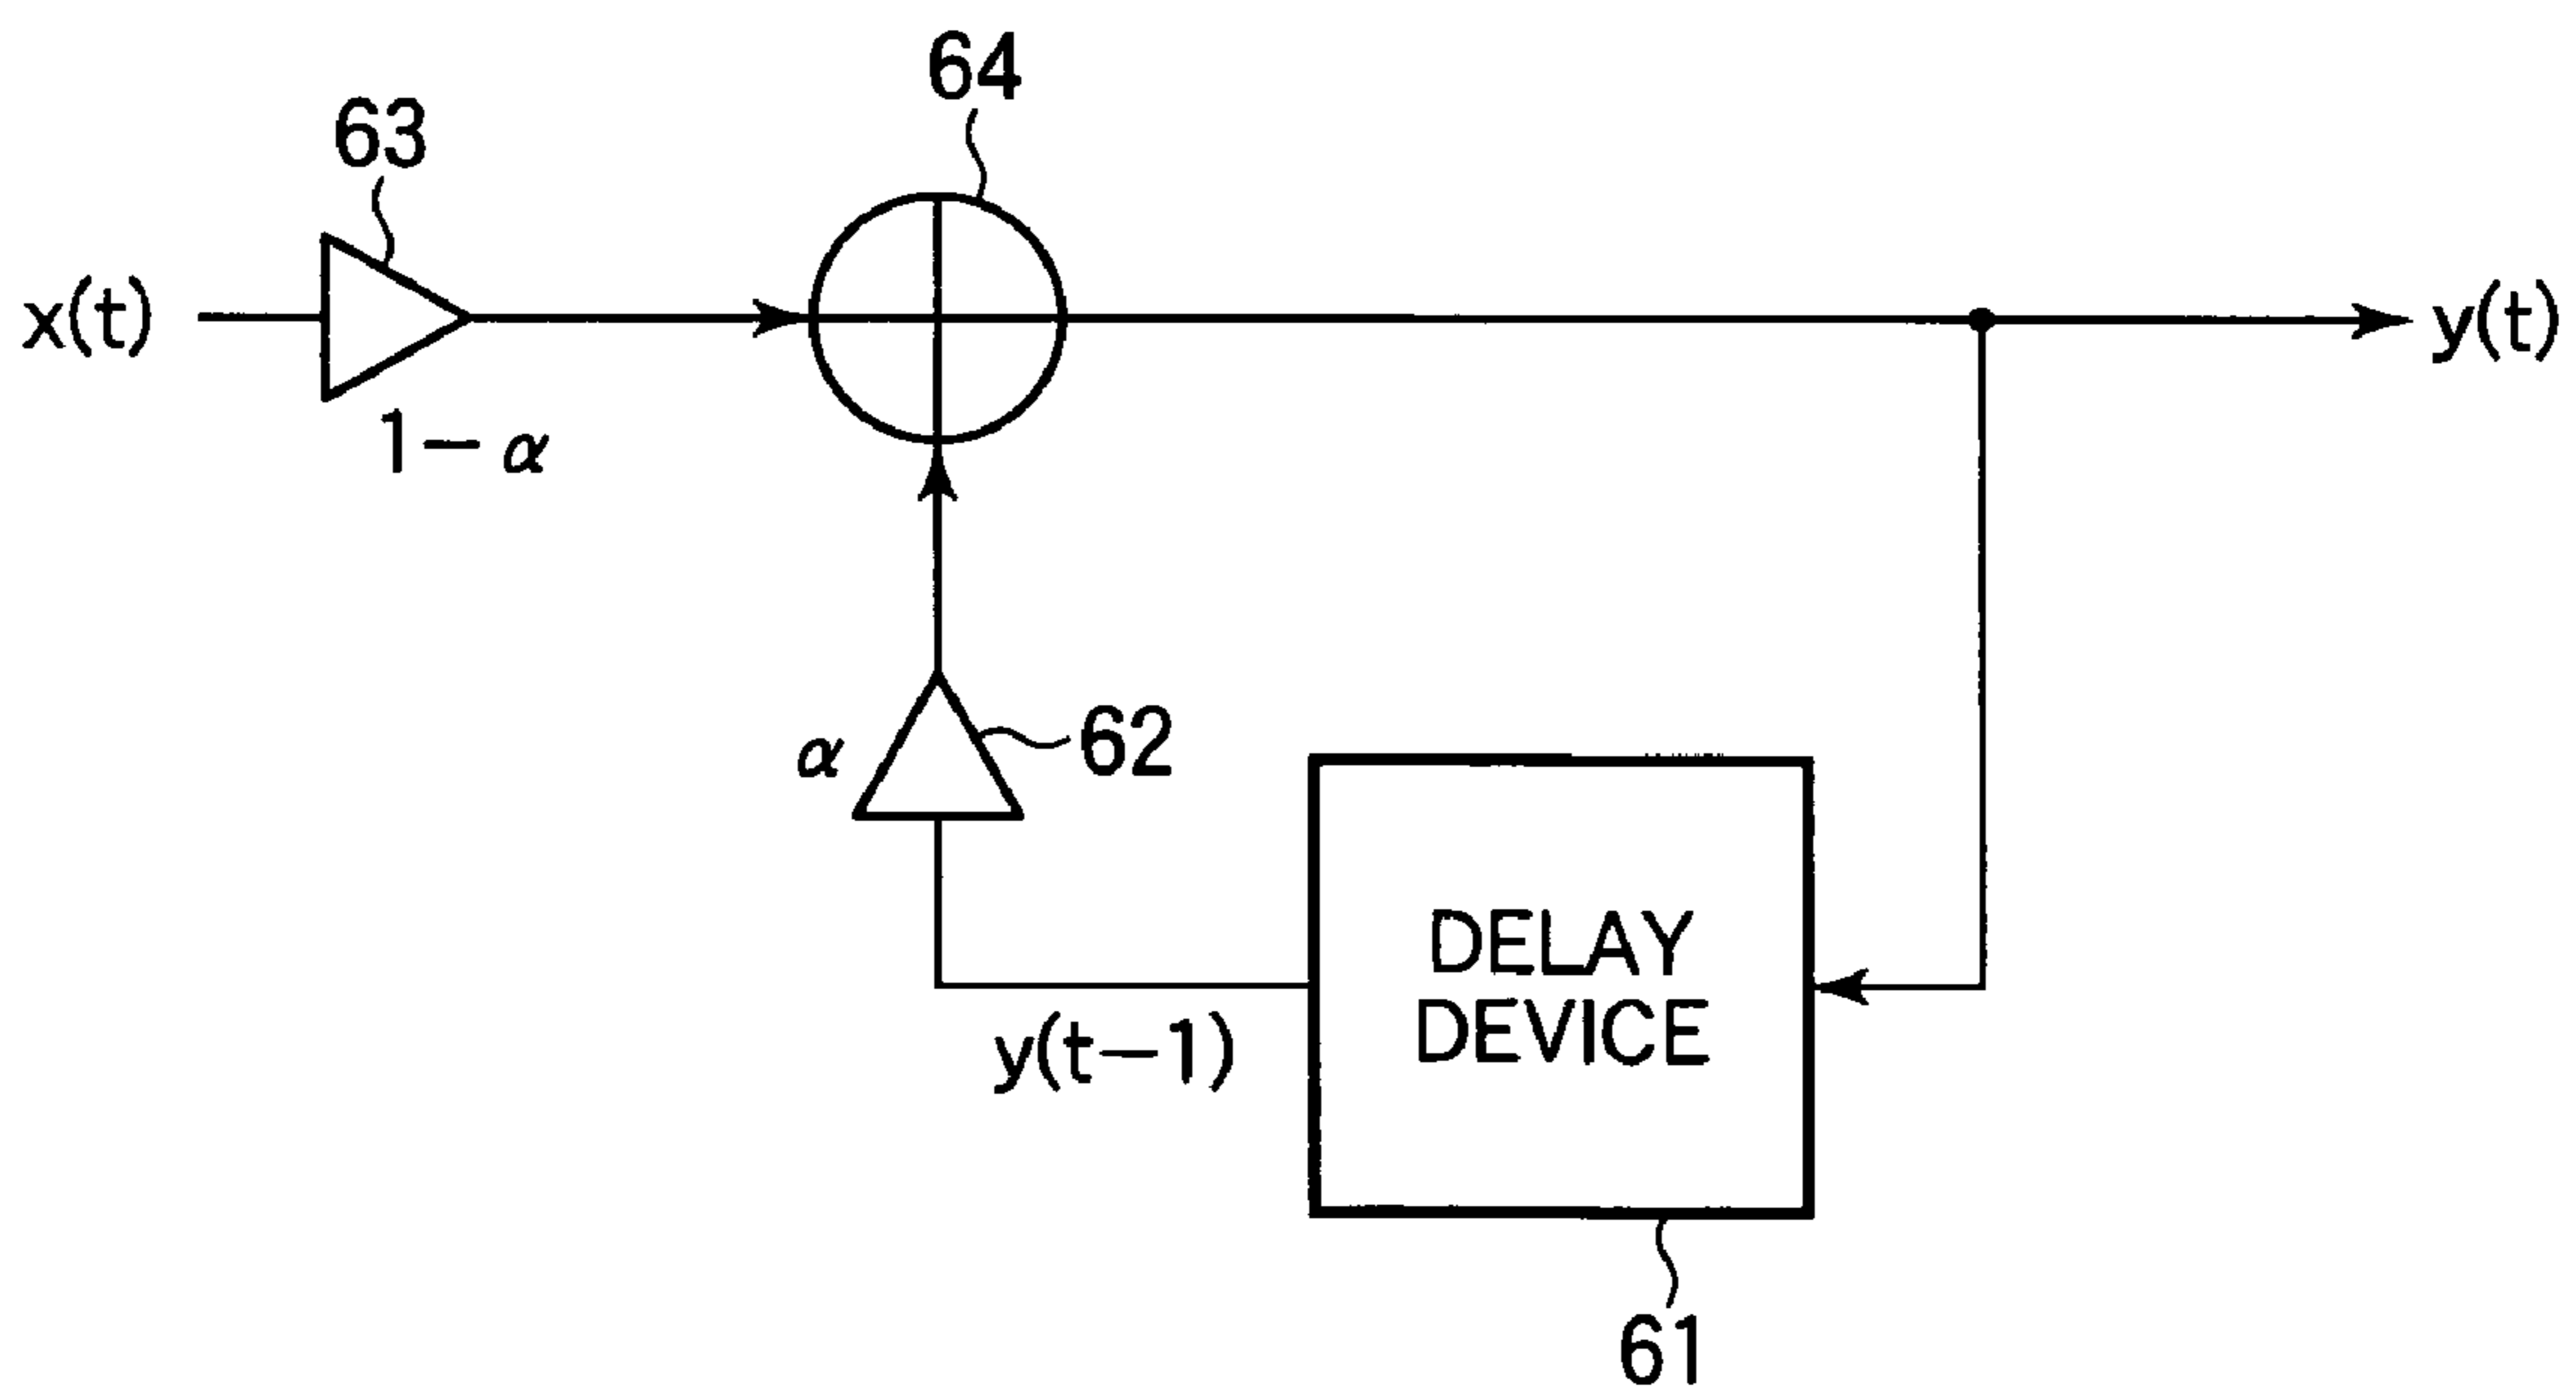 64
63
x(t)
y(t)
1-α
α
62
DELAY
DEVICE
y(t-1)
61